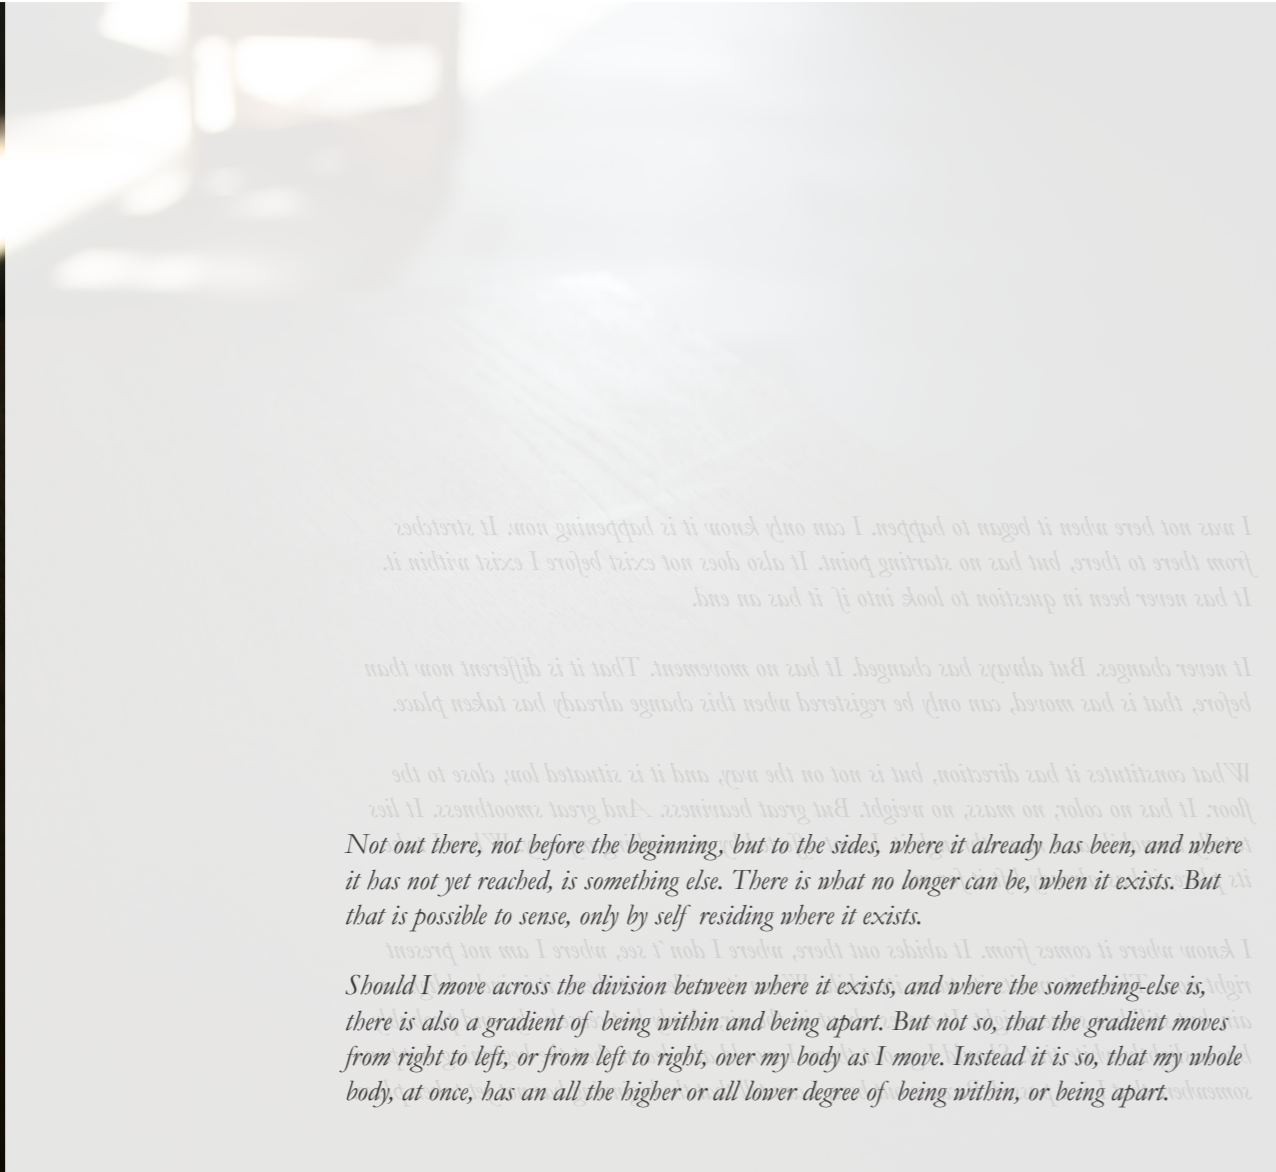 I was not here when it began to happen. I can only know it is happening now. It stretches
from there to there, but has no starting point. It also does not exist before I exist within it.
It has never been in question to look into if it has an end.
It never changes. But always has changed. It has no movement. That it is different now than
before, that is has moved, can only be registered when this change already has taken place.
What constitutes it has direction, but is not on the way, and it is situated low, close to the
floor. It has no color, no mass, no weight. But great heaviness. And great smoothness. It lies
Not out there, not before the beginning, but to the sides, where it already has been, and where
it has not yet reached, is something else. There is what no longer can be, when it exists. But
that is possible to sense, only by self residing where it exists.
I know where it comes from. It abides out there, where I don´t see, where I am not present
Should I move across the division between where it exists, and where the something-else is,
there is also a gradient of being within and being apart. But not so, that the gradient moves
from right to left, or from left to right, over my body as I move. Instead it is so, that my whole
body, at once, has an all the higher or all lower degree of being within, or being apart.